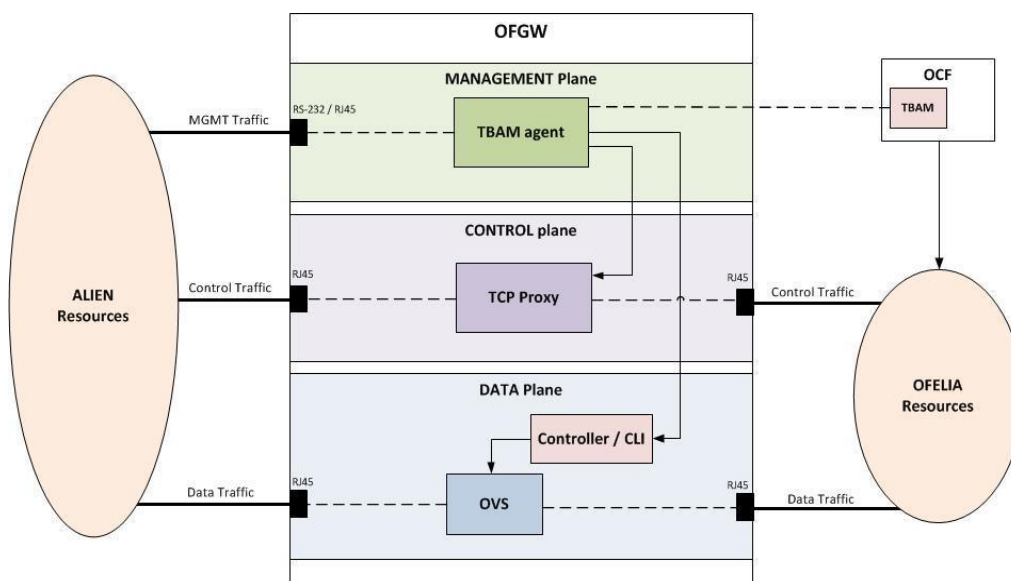 OFGW
MANAGEMENT Plane
OCF
RS-232 / RJ45
TBAM
MGMT Traffic
TBAM agent
CONTROL plane
RJ45
RJ45
ALIEN
Resources
Control Traffic
TCP Proxy
Control Traffic
DATA Plane
OFELIA
Resources
Controller / CLI
RJ45
RJ45
Data Traffic
OVS
Data Traffic